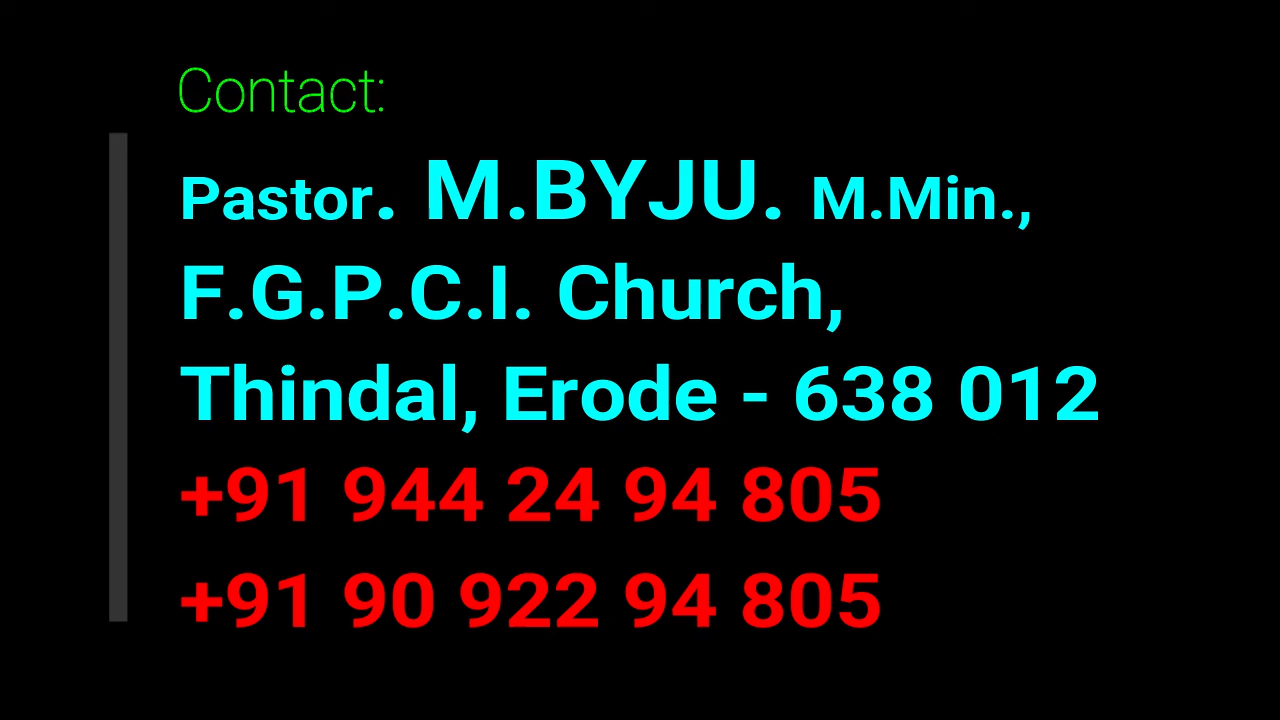 Contact:
Pastor. M.BYJU. M.Min.,
F.G.P.C.I. Church,
Thindal, Erode - 638 012
+91 944 24 94 805
+91 90 922 94 805